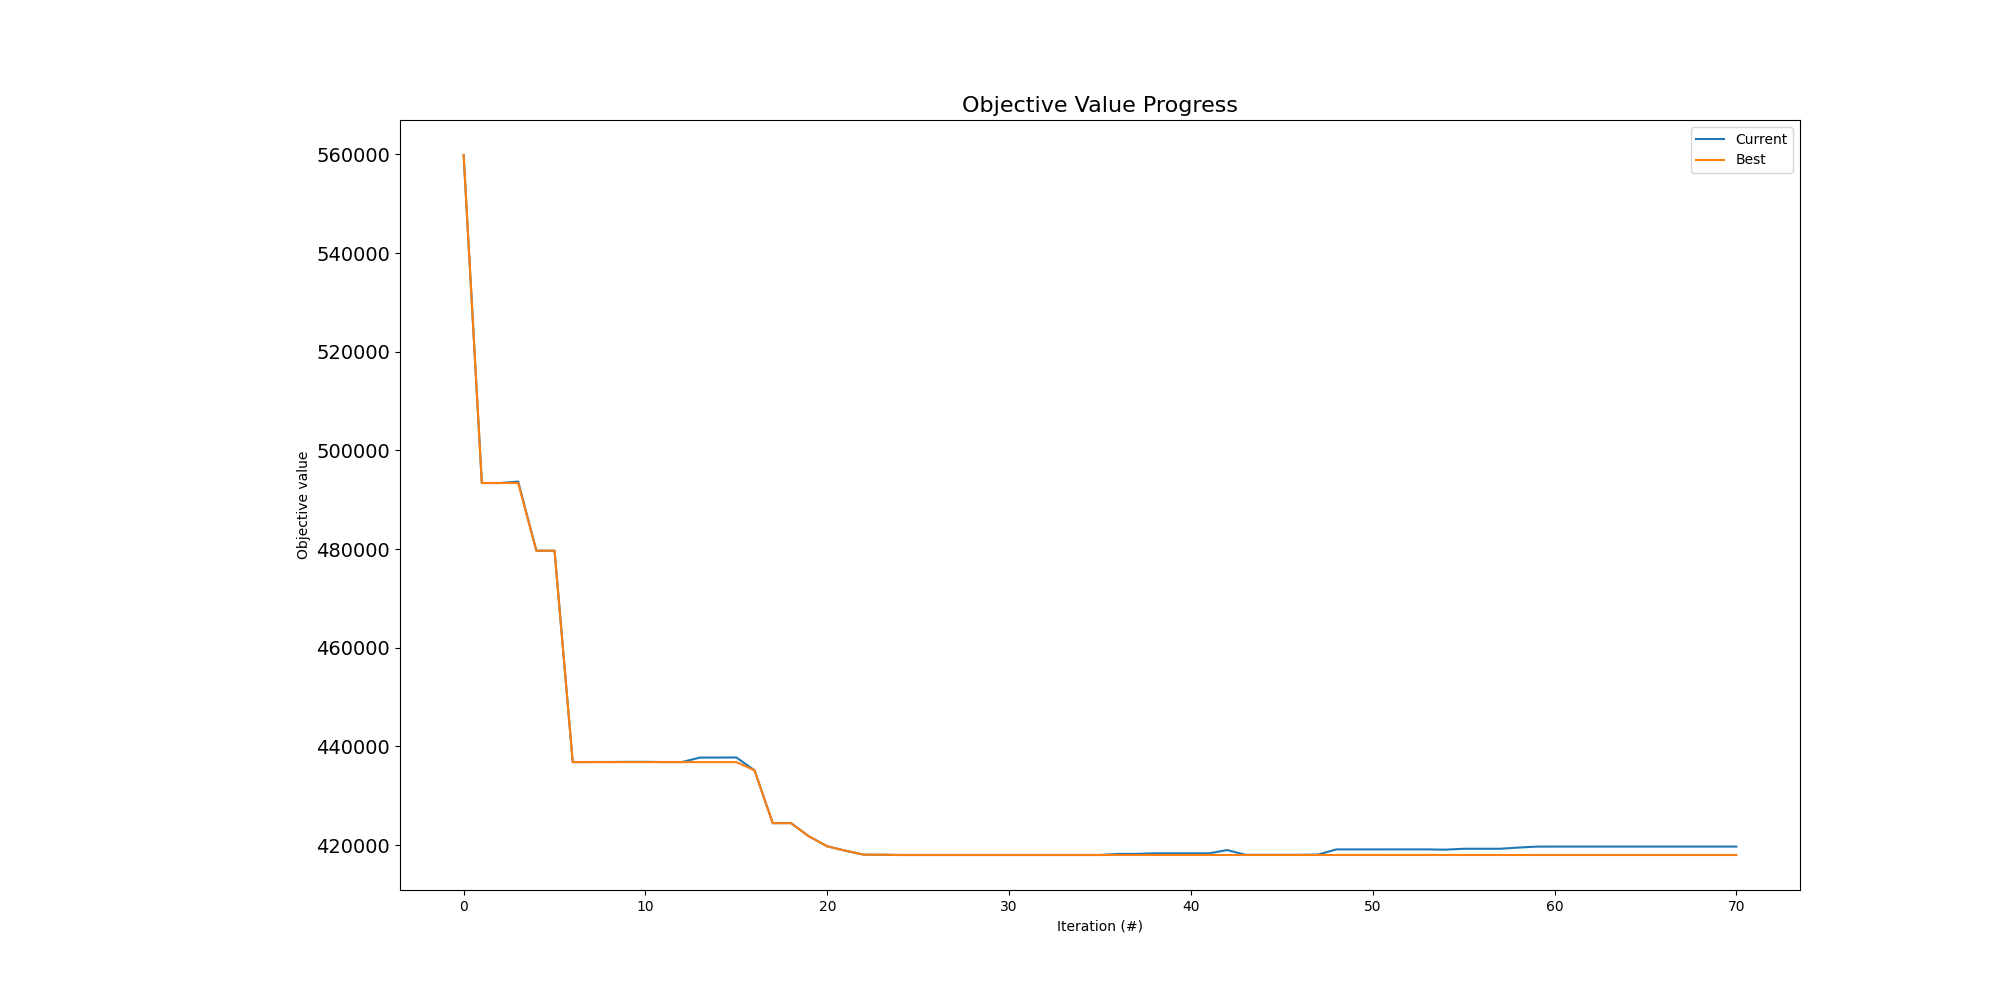 Objective Value Progress
Current
Best
560000
540000
520000
500000
480000
460000
440000
420000
Objective value
0 10 20 30 40 50 60 70
Iteration (#)